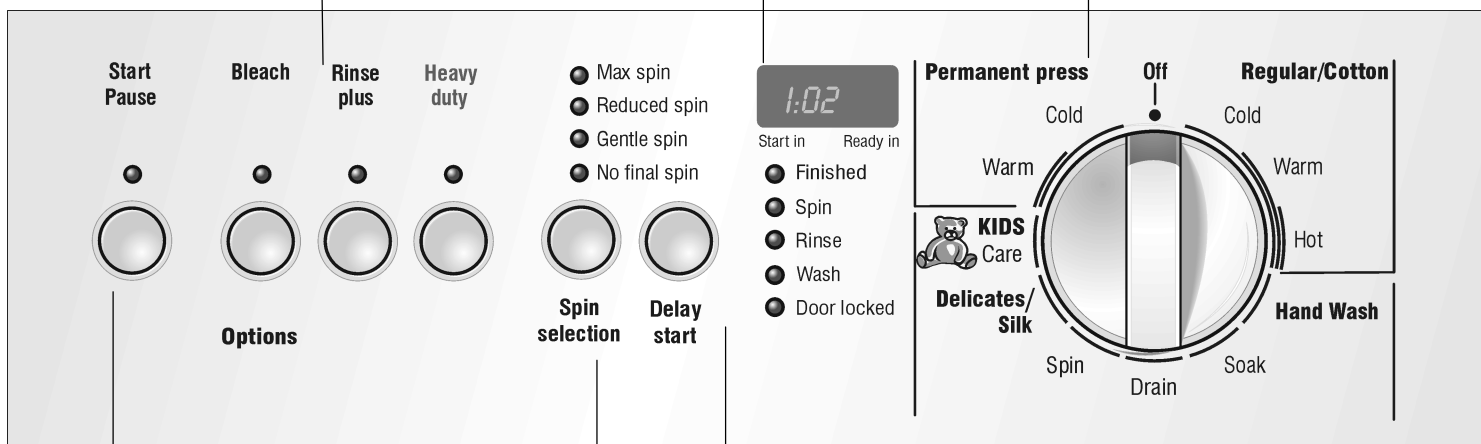 Start
Pause
Bleach
Rinse
plus
Heavy
duty
Options
Max spin
Reduced spin
Gentle spin
No final spin
Spin
selection
Delay
start
1:02
Start in Ready in
Finished
Spin
Rinse
Wash
Door locked
Permanent press
Off
Regular/Cotton
Cold
Cold
Warm
Warm
KIDS
Care
Hot
Delicates/
Silk
Hand Wash
Spin
Drain
Soak